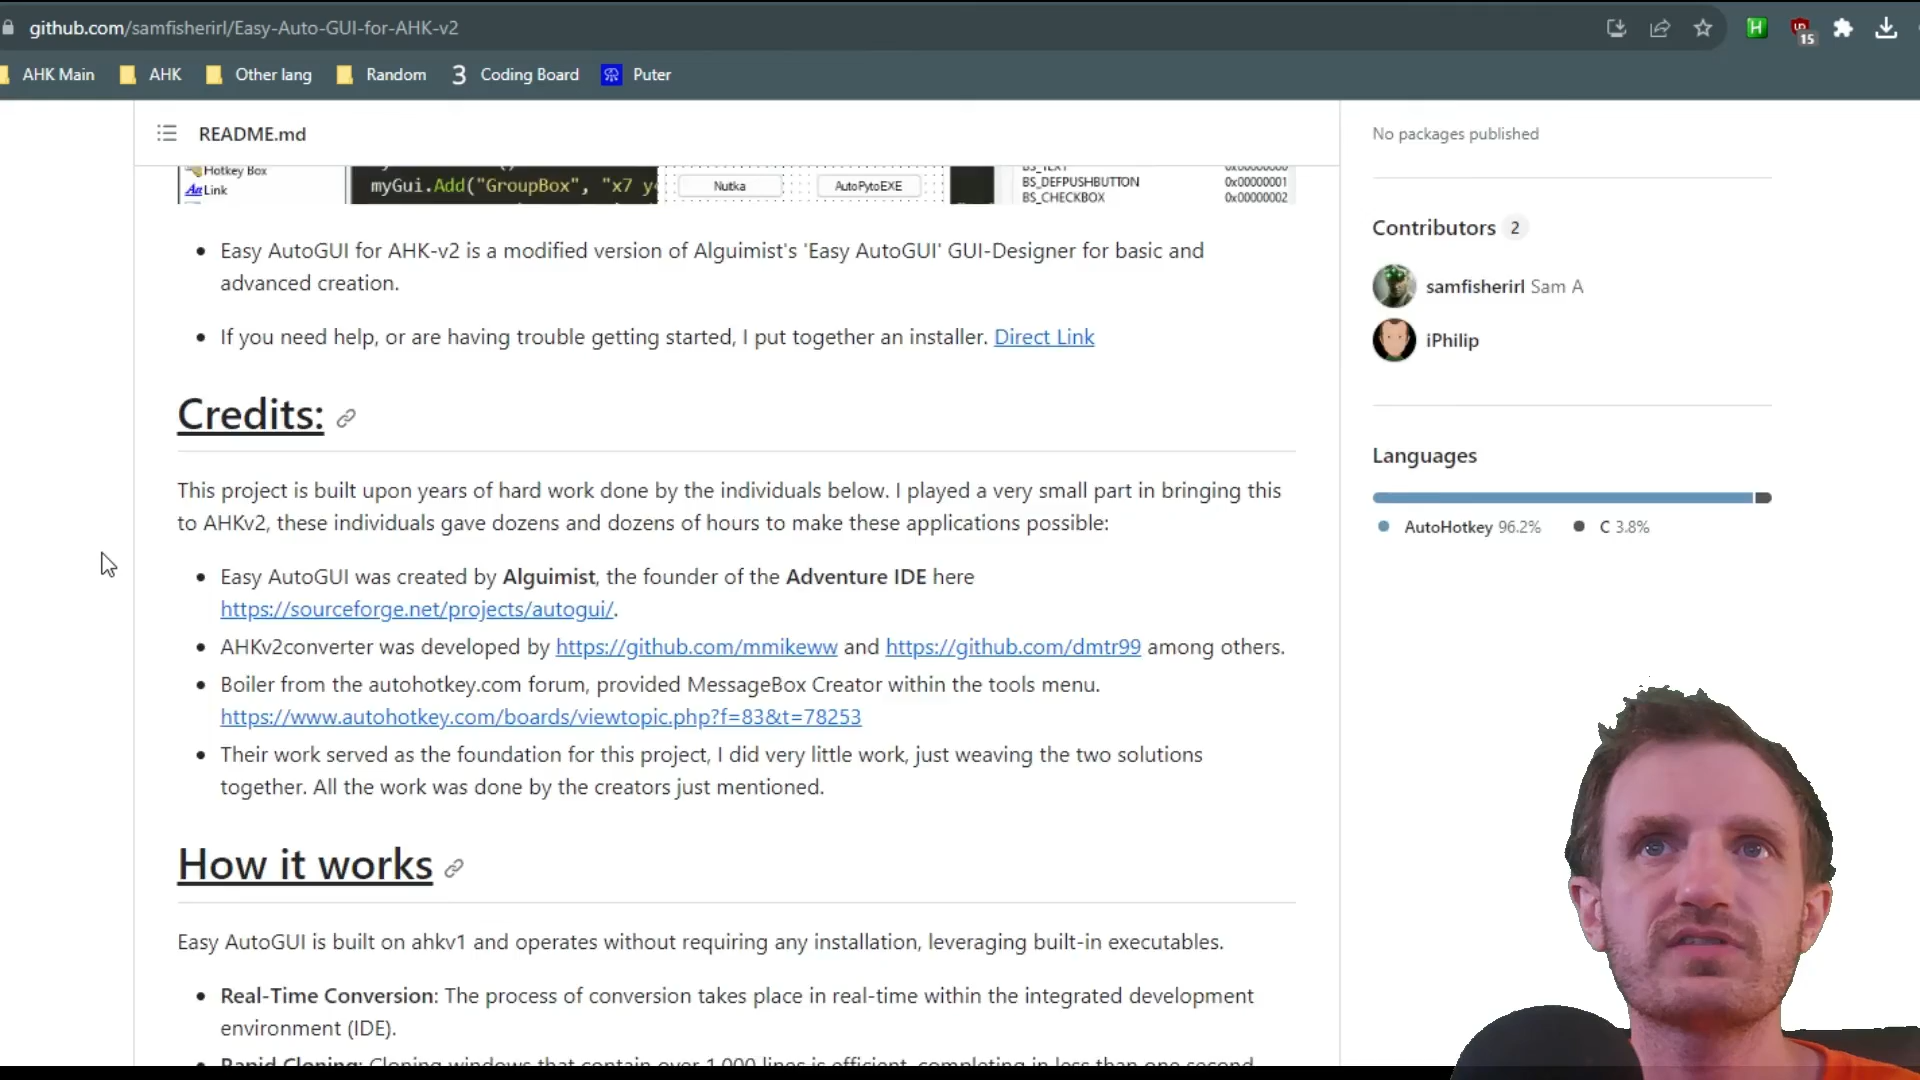 github.com/samfisherirl/Easy-Auto-GUI-for-AHK-v2
15
AHK Main AHK Other lang Random 3 Coding Board Puter
README.md
Hotkey Box
Link
myGui.Add("GroupBox", "x7 y
Nutka AutoPytoEXE
BS_TEXT 0x00000000
BS_DEFPUSHBUTTON 0x00000001
BS_CHECKBOX 0x00000002
• Easy AutoGUI for AHK-v2 is a modified version of Alguimist's 'Easy AutoGUI' GUI-Designer for basic and
advanced creation.
• If you need help, or are having trouble getting started, I put together an installer. Direct Link
Credits:
This project is built upon years of hard work done by the individuals below. I played a very small part in bringing this
to AHKv2, these individuals gave dozens and dozens of hours to make these applications possible:
• Easy AutoGUI was created by Alguimist, the founder of the Adventure IDE here
https://sourceforge.net/projects/autogui/.
• AHKv2converter was developed by https://github.com/mmikeww and https://github.com/dmtr99 among others.
• Boiler from the autohotkey.com forum, provided MessageBox Creator within the tools menu.
https://www.autohotkey.com/boards/viewtopic.php?f=83&t=78253
• Their work served as the foundation for this project, I did very little work, just weaving the two solutions
together. All the work was done by the creators just mentioned.
How it works
Easy AutoGUI is built on ahkv1 and operates without requiring any installation, leveraging built-in executables.
• Real-Time Conversion: The process of conversion takes place in real-time within the integrated development
environment (IDE).
• Rapid Cloning: Cloning windows that contain over 1,000 lines is efficient, completing in less than one second
No packages published
Contributors 2
samfisherirl Sam A
iPhilip
Languages
AutoHotkey 96.2% C 3.8%